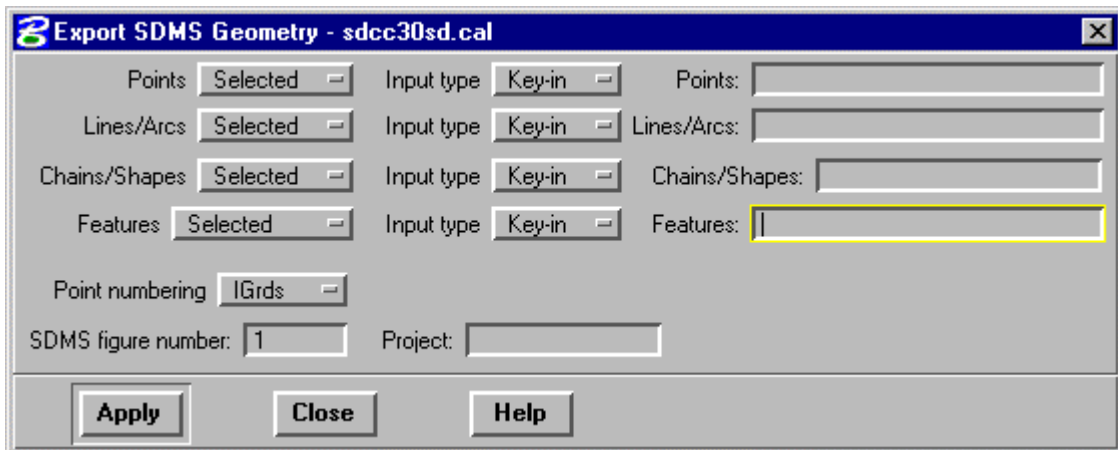 Export SDMS Geometry - sdcc30sd.cal
Points Selected Input type Key-in Points:
Lines/Arcs Selected Input type Key-in Lines/Arcs:
Chains/Shapes Selected Input type Key-in Chains/Shapes:
Features Selected Input type Key-in Features:
Point numbering IGrds
SDMS figure number: 1 Project:
Apply Close Help